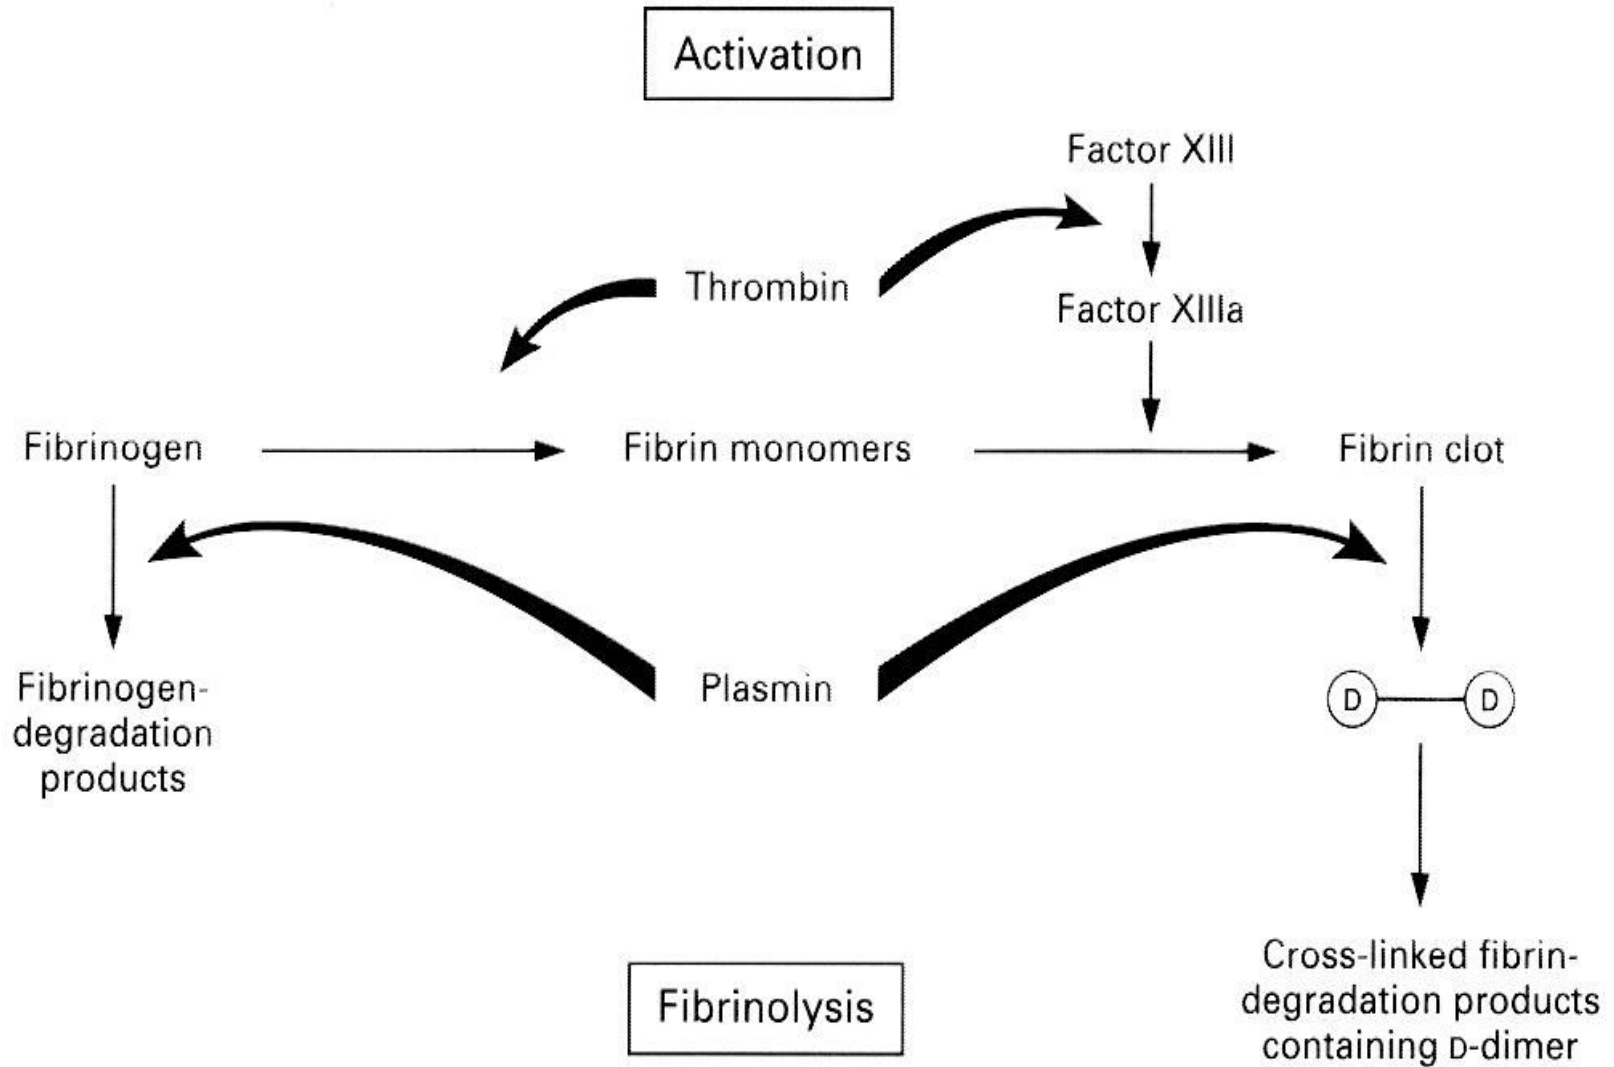 Activation
Factor XIII
Thrombin
Factor XIIIa
Fibrinogen
Fibrin monomers
Fibrin clot
Fibrinogen-
degradation
products
Plasmin
D
D
Cross-linked fibrin-
degradation products
containing D-dimer
Fibrinolysis